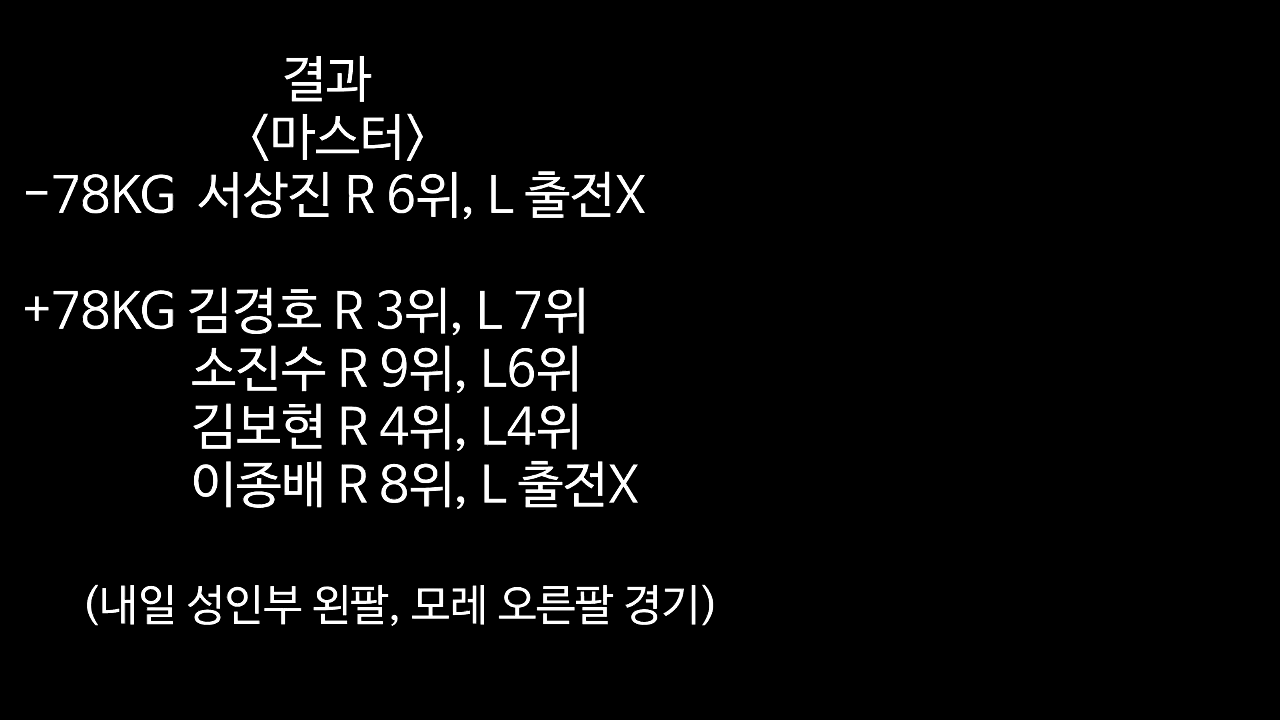 결과
<마스터>
-78KG 서상진 R 6위, L 출전X
+78KG 김경호 R 3위, L 7위
소진수 R 9위, L6위
김보현 R 4위, L4위
이종배 R 8위, L 출전X
(내일 성인부 왼팔, 모레 오른팔 경기)